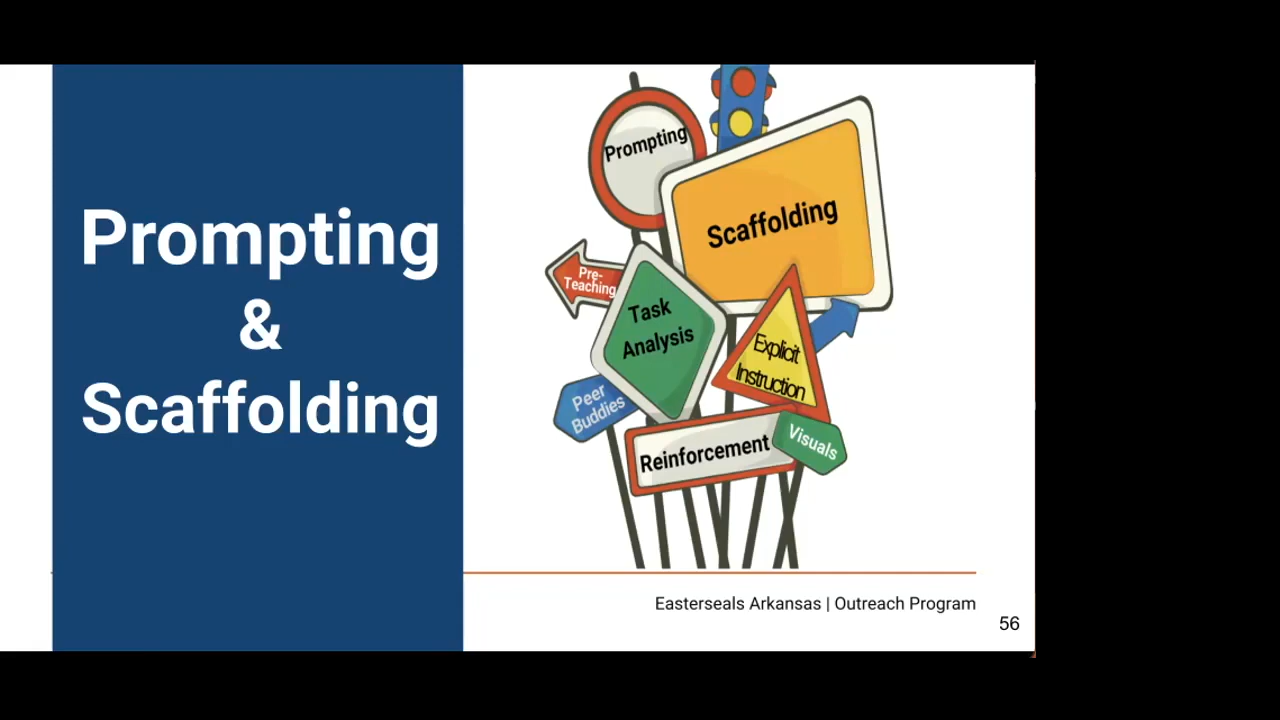 Prompting
&
Scaffolding
Prompting
Scaffolding
Pre-
Teaching
Task
Analysis
Explicit
Instruction
Peer
Buddies
Reinforcement
Visuals
Easterseals Arkansas | Outreach Program
56